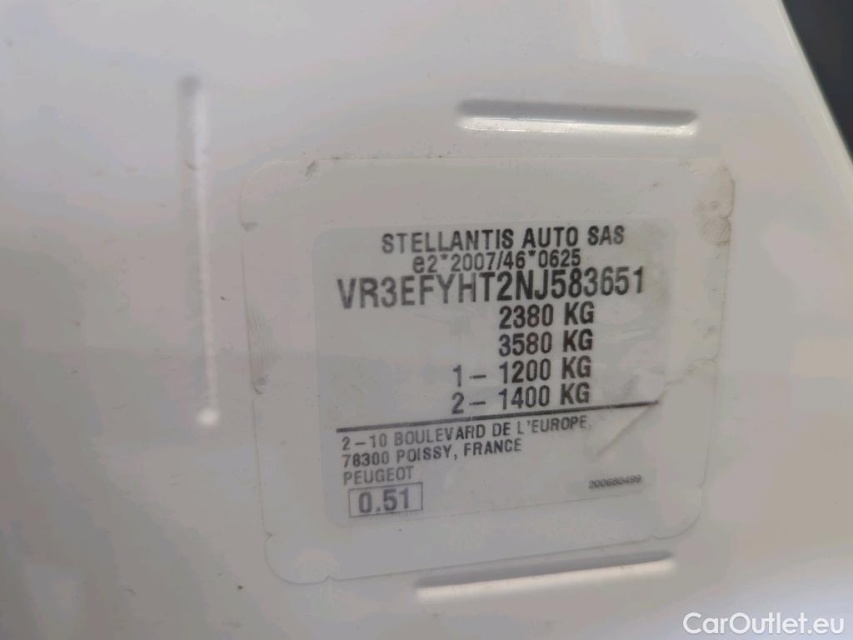 STELLANTIS AUTO SAS
e2*2007/46*0625
VR3EFYHT2NJ583651
2380 KG
3580 KG
1- 1200 KG
2- 1400 KG
2-10 BOULEVARD DE L'EUROPE,
78300 POISSY, FRANCE
PEUGEOT
0.51
200680499
CarOutlet.eu